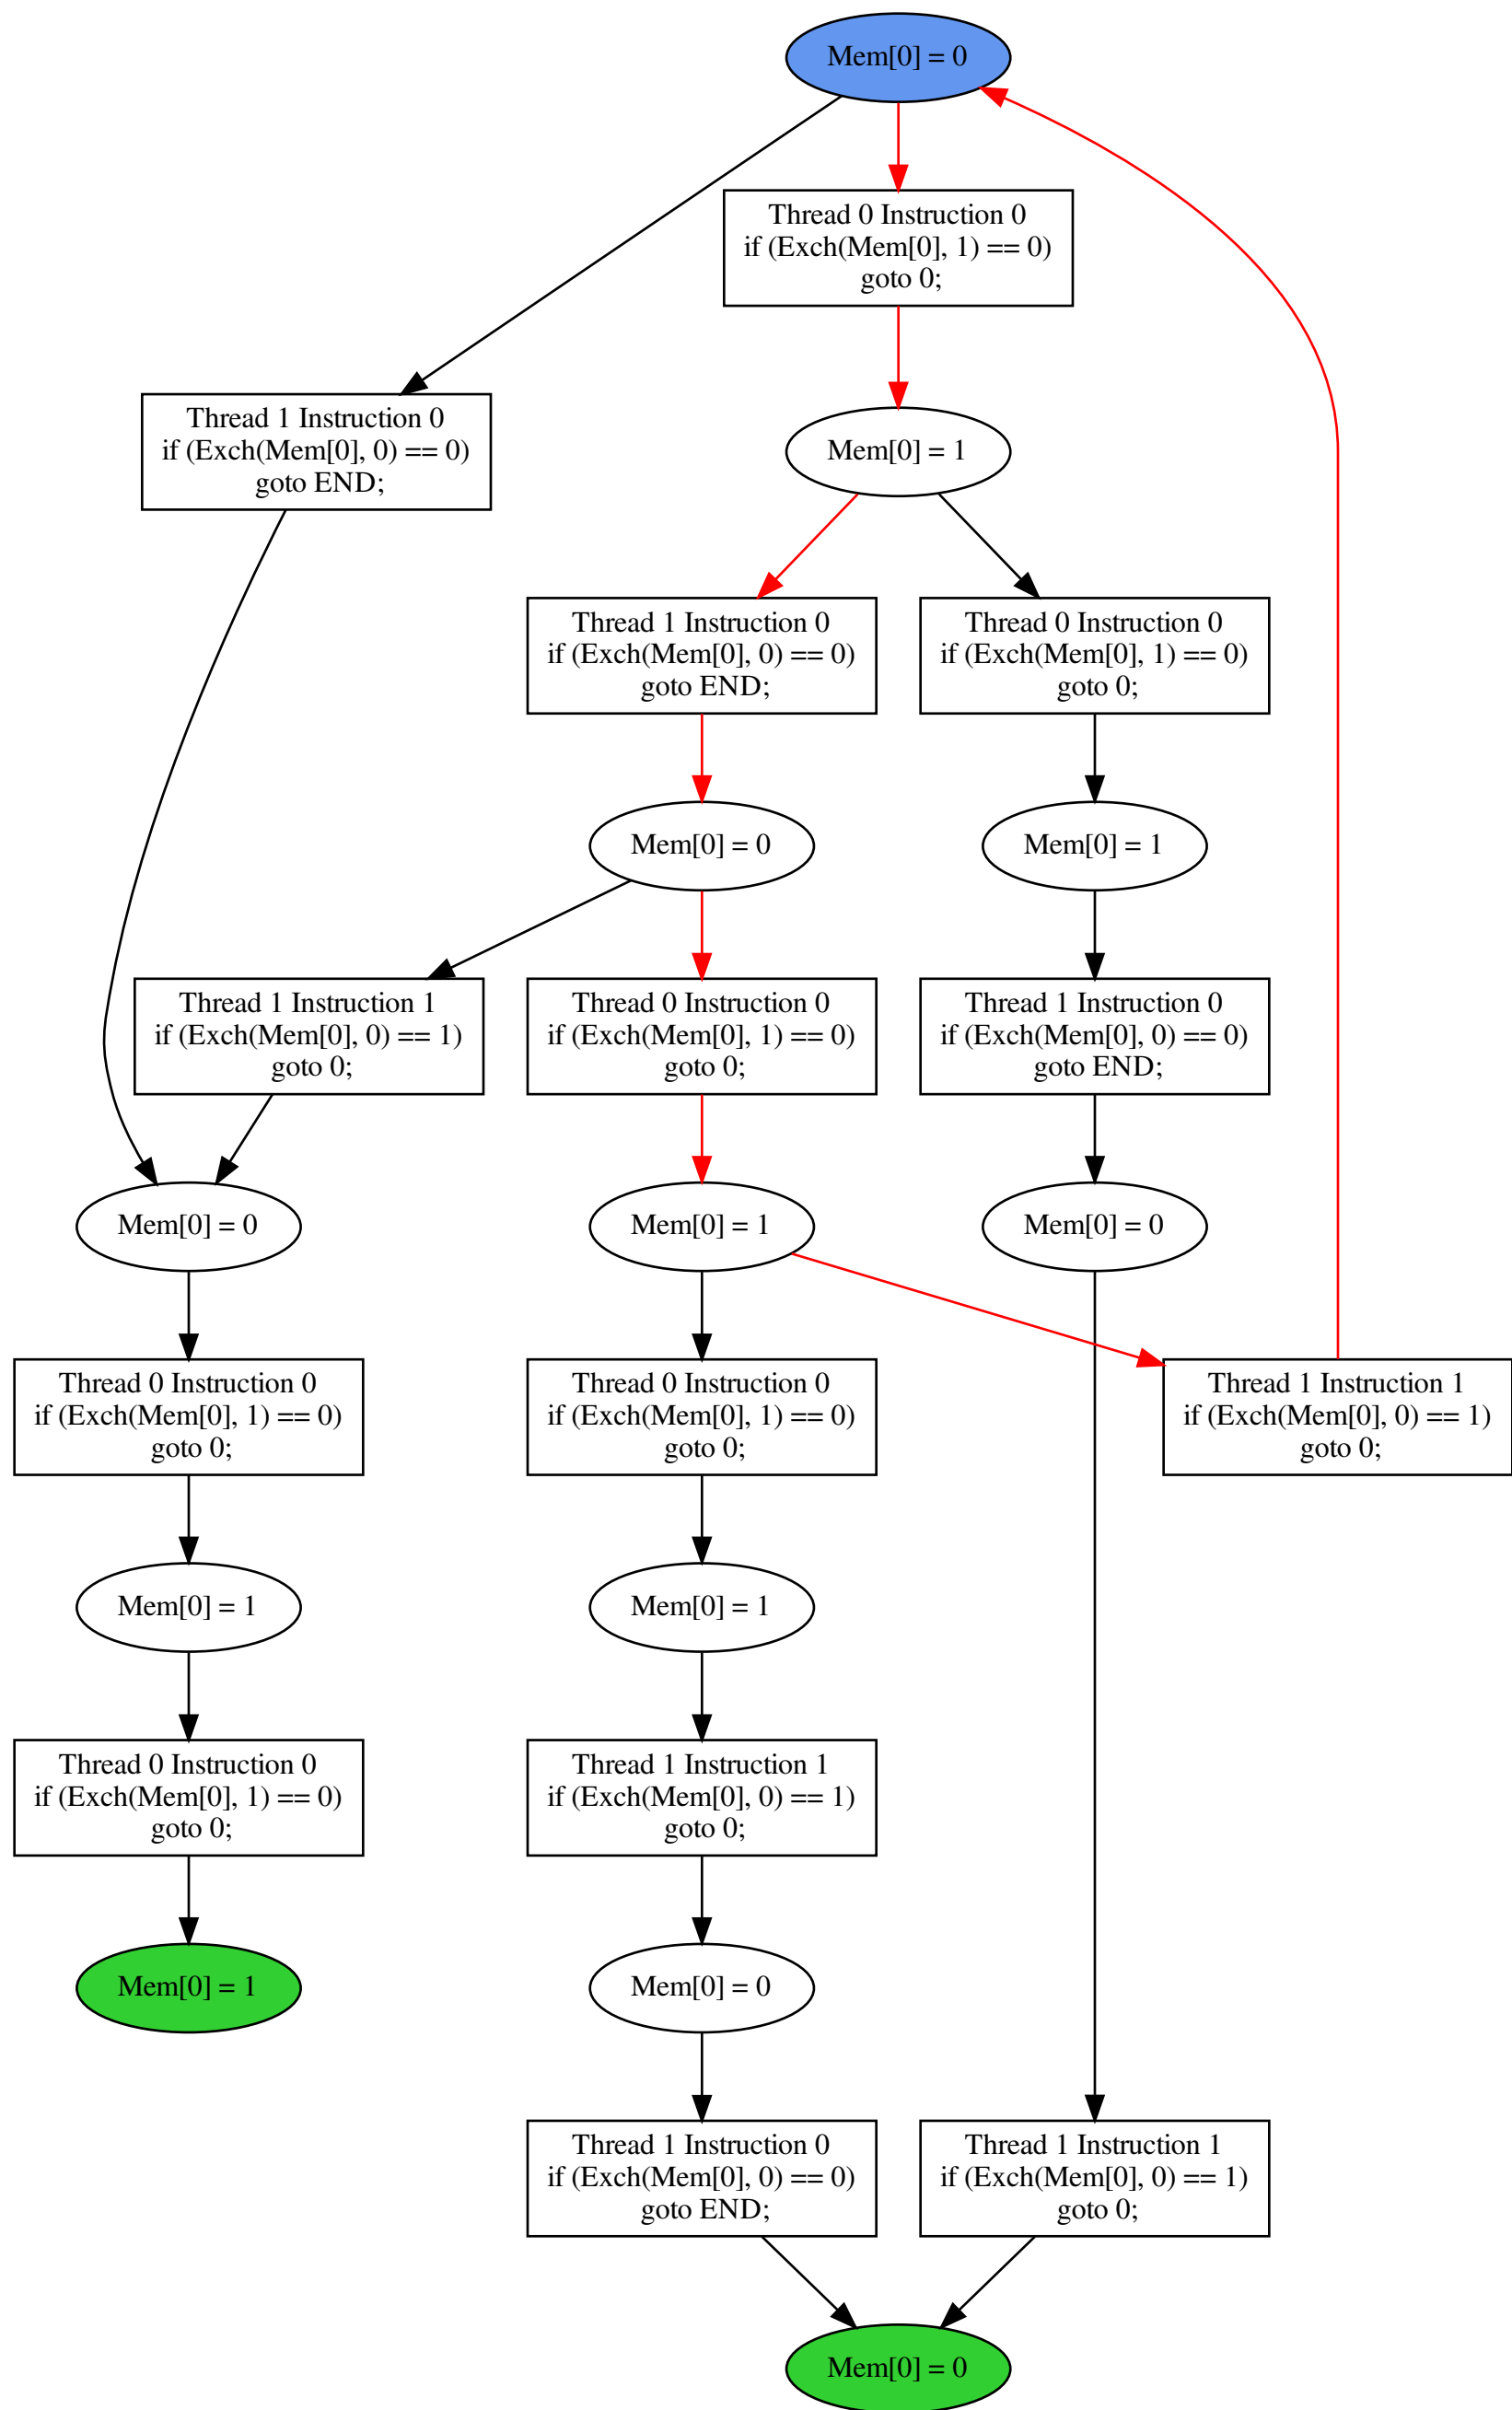 Mem[0] = 0
Thread 0 Instruction 0
if (Exch(Mem[0], 1) == 0)
goto 0;
Thread 1 Instruction 0
if (Exch(Mem[0], 0) == 0)
goto END;
Mem[0] = 1
Thread 1 Instruction 0
if (Exch(Mem[0], 0) == 0)
goto END;
Thread 0 Instruction 0
if (Exch(Mem[0], 1) == 0)
goto 0;
Mem[0] = 0
Mem[0] = 1
Thread 1 Instruction 1
if (Exch(Mem[0], 0) == 1)
goto 0;
Thread 0 Instruction 0
if (Exch(Mem[0], 1) == 0)
goto 0;
Thread 1 Instruction 0
if (Exch(Mem[0], 0) == 0)
goto END;
Mem[0] = 0
Mem[0] = 1
Mem[0] = 0
Thread 0 Instruction 0
if (Exch(Mem[0], 1) == 0)
goto 0;
Thread 0 Instruction 0
if (Exch(Mem[0], 1) == 0)
goto 0;
Thread 1 Instruction 1
if (Exch(Mem[0], 0) == 1)
goto 0;
Mem[0] = 1
Mem[0] = 1
Thread 0 Instruction 0
if (Exch(Mem[0], 1) == 0)
goto 0;
Thread 1 Instruction 1
if (Exch(Mem[0], 0) == 1)
goto 0;
Mem[0] = 1
Mem[0] = 0
Thread 1 Instruction 0
if (Exch(Mem[0], 0) == 0)
goto END;
Thread 1 Instruction 1
if (Exch(Mem[0], 0) == 1)
goto 0;
Mem[0] = 0